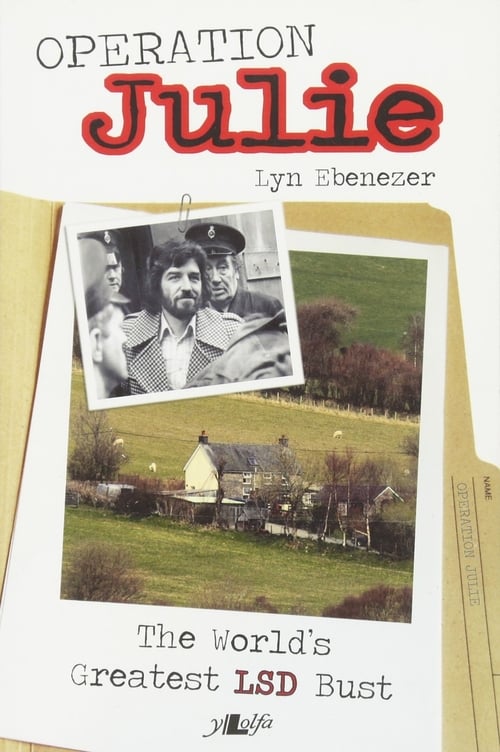 OPERATION
Julie
Lyn Ebenezer
NAME
OPERATION JULIE
The World's
Greatest LSD Bust
y Lolfa